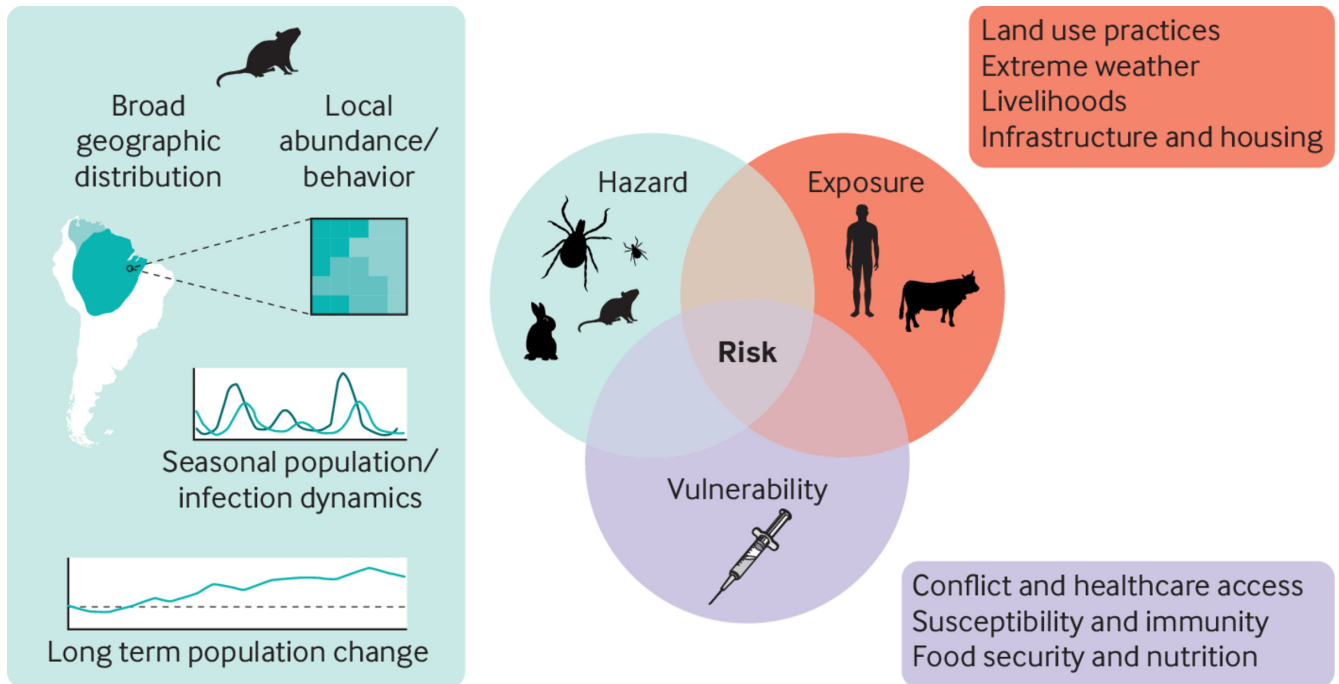 Broad
geographic
distribution
Local
abundance/
behavior
Seasonal population/
infection dynamics
Long term population change
Hazard
Exposure
Risk
Vulnerability
Land use practices
Extreme weather
Livelihoods
Infrastructure and housing
Conflict and healthcare access
Susceptibility and immunity
Food security and nutrition